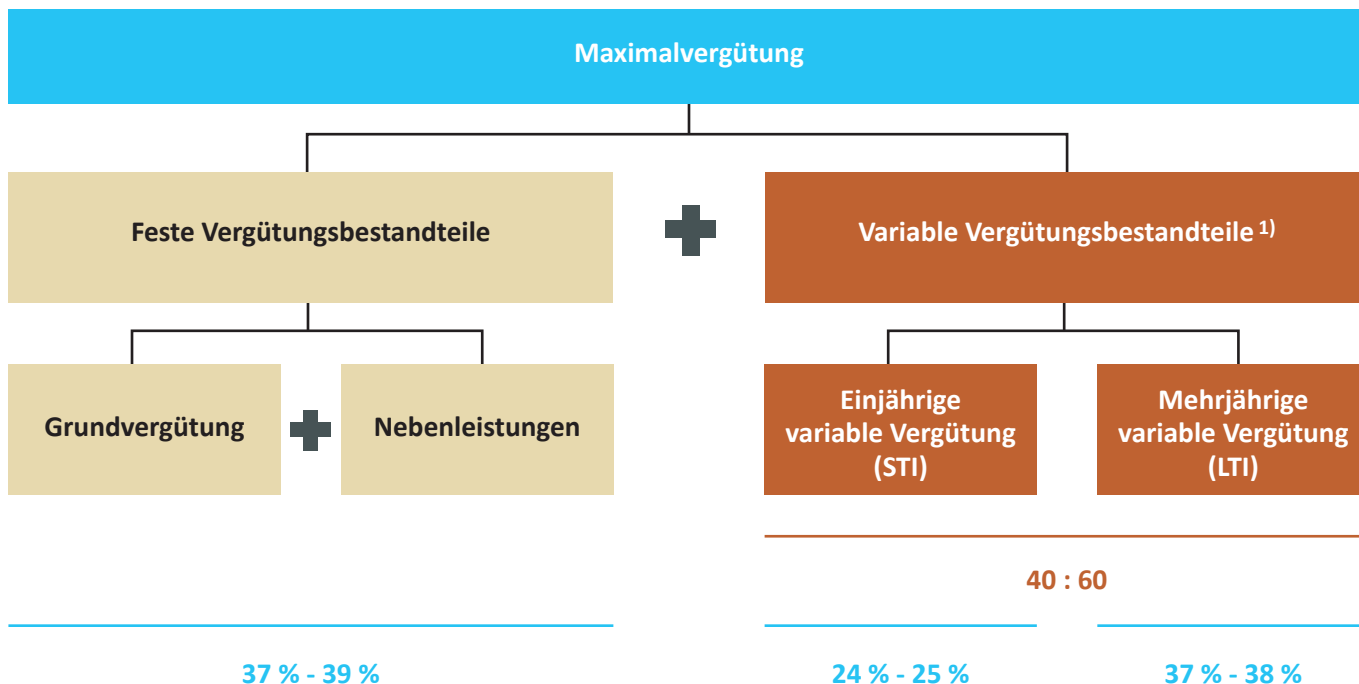 Maximalvergütung
Feste Vergütungsbestandteile
Variable Vergütungsbestandteile 1)
Grundvergütung
Nebenleistungen
Einjährige
variable Vergütung
(STI)
Mehrjährige
variable Vergütung
(LTI)
40 : 60
37 % - 39 %
24 % - 25 %
37 % - 38 %